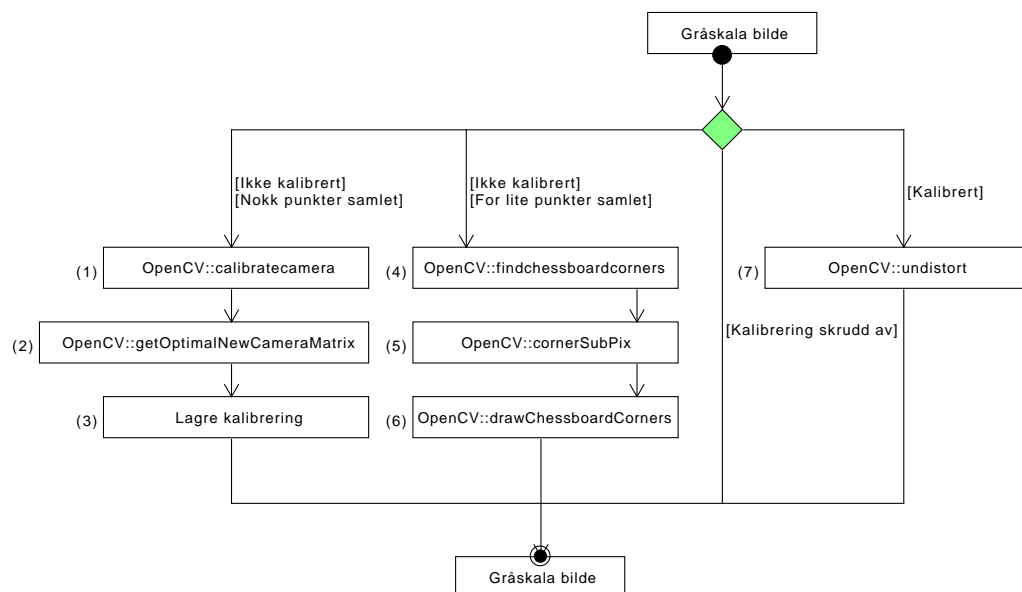 Gråskala bilde
[Ikke kalibrert]
[Nokk punkter samlet]
[Ikke kalibrert]
[For lite punkter samlet]
[Kalibrert]
(1) OpenCV::calibratecamera
(4) OpenCV::findchessboardcorners
(7) OpenCV::undistort
[Kalibrering skrudd av]
(2) OpenCV::getOptimalNewCameraMatrix
(5) OpenCV::cornerSubPix
(3) Lagre kalibrering
(6) OpenCV::drawChessboardCorners
Gråskala bilde